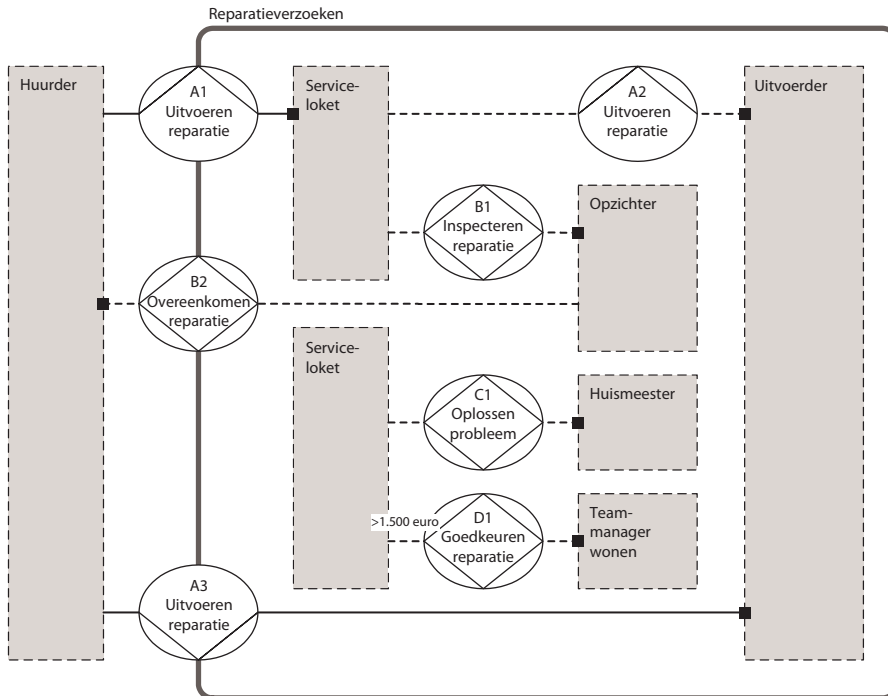 Reparatieverzoeken
Huurder
A1
Uitvoeren
reparatie
Service-
loket
A2
Uitvoeren
reparatie
Uitvoerder
B1
Inspecteren
reparatie
Opzichter
B2
Overeenkomen
reparatie
Service-
loket
C1
Oplossen
probleem
Huismeester
>1.500 euro
D1
Goedkeuren
reparatie
Team-
manager
wonen
A3
Uitvoeren
reparatie